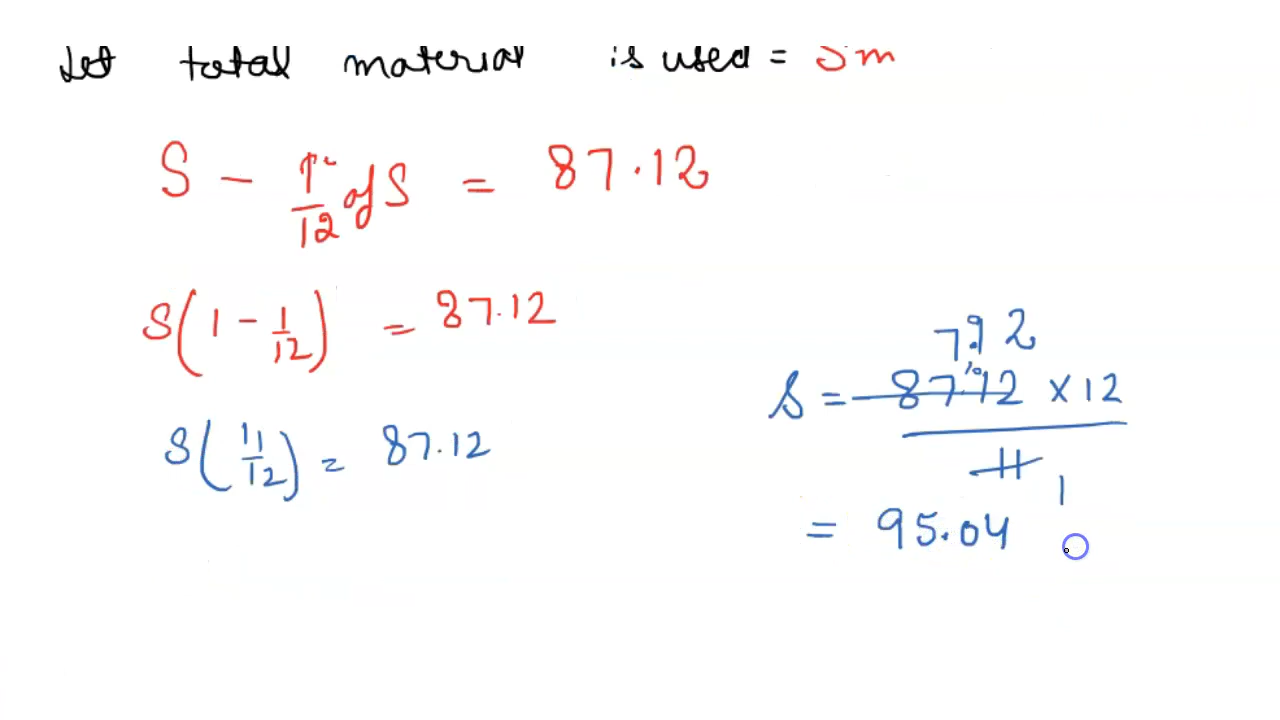 Let total material is used = S m
S - 1/12 of S = 87.12
S(1 - 1/12) = 87.12
S(11/12) = 87.12
7.92
S = 87.12 × 12
11 1
= 95.04